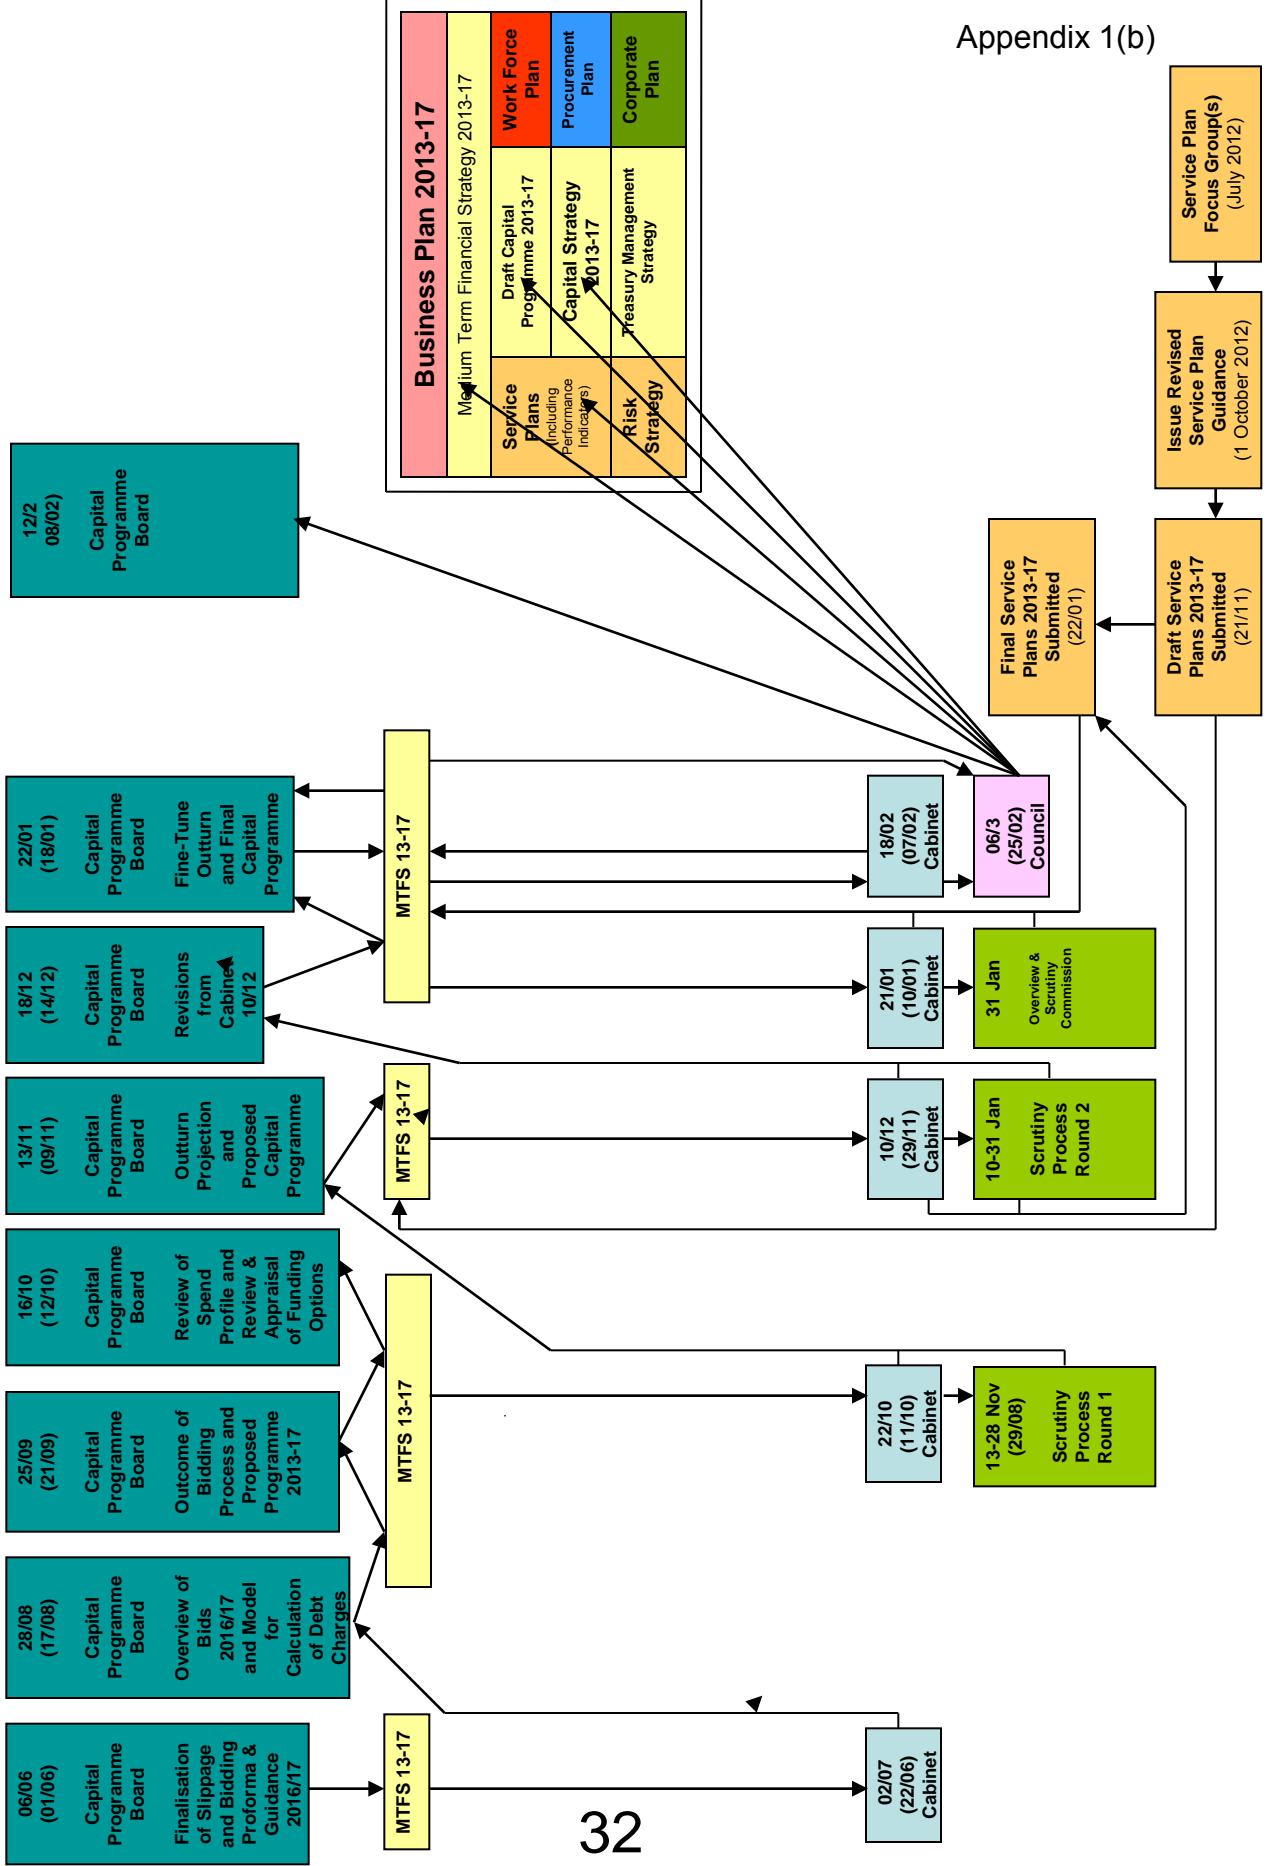 Appendix 1(b)
06/06
(01/06)
Capital
Programme
Board
Finalisation
of Slippage
and Bidding
Proforma &
Guidance
2016/17
28/08
(17/08)
Capital
Programme
Board
Overview of
Bids
2016/17
and Model
for
Calculation
of Debt
Charges
25/09
(21/09)
Capital
Programme
Board
Outcome of
Bidding
Process and
Proposed
Programme
2013-17
16/10
(12/10)
Capital
Programme
Board
Review of
Spend
Profile and
Review &
Appraisal
of Funding
Options
13/11
(09/11)
Capital
Programme
Board
Outturn
Projection
and
Proposed
Capital
Programme
18/12
(14/12)
Capital
Programme
Board
Revisions
from
Cabinet
10/12
22/01
(18/01)
Capital
Programme
Board
Fine-Tune
Outturn
and Final
Capital
Programme
12/2
08/02)
Capital
Programme
Board
MTFS 13-17
MTFS 13-17
MTFS 13-17
MTFS 13-17
Business Plan 2013-17
Medium Term Financial Strategy 2013-17
Service
Plans
(Including
Performance
Indicators)
Draft Capital
Programme 2013-17
Work Force
Plan
Capital Strategy
2013-17
Procurement
Plan
Risk
Strategy
Treasury Management
Strategy
Corporate
Plan
02/07
(22/06)
Cabinet
22/10
(11/10)
Cabinet
10/12
(29/11)
Cabinet
21/01
(10/01)
Cabinet
18/02
(07/02)
Cabinet
13-28 Nov
(29/08)
Scrutiny
Process
Round 1
10-31 Jan
Scrutiny
Process
Round 2
31 Jan
Overview &
Scrutiny
Commission
06/3
(25/02)
Council
Final Service
Plans 2013-17
Submitted
(22/01)
Draft Service
Plans 2013-17
Submitted
(21/11)
Issue Revised
Service Plan
Guidance
(1 October 2012)
Service Plan
Focus Group(s)
(July 2012)
32